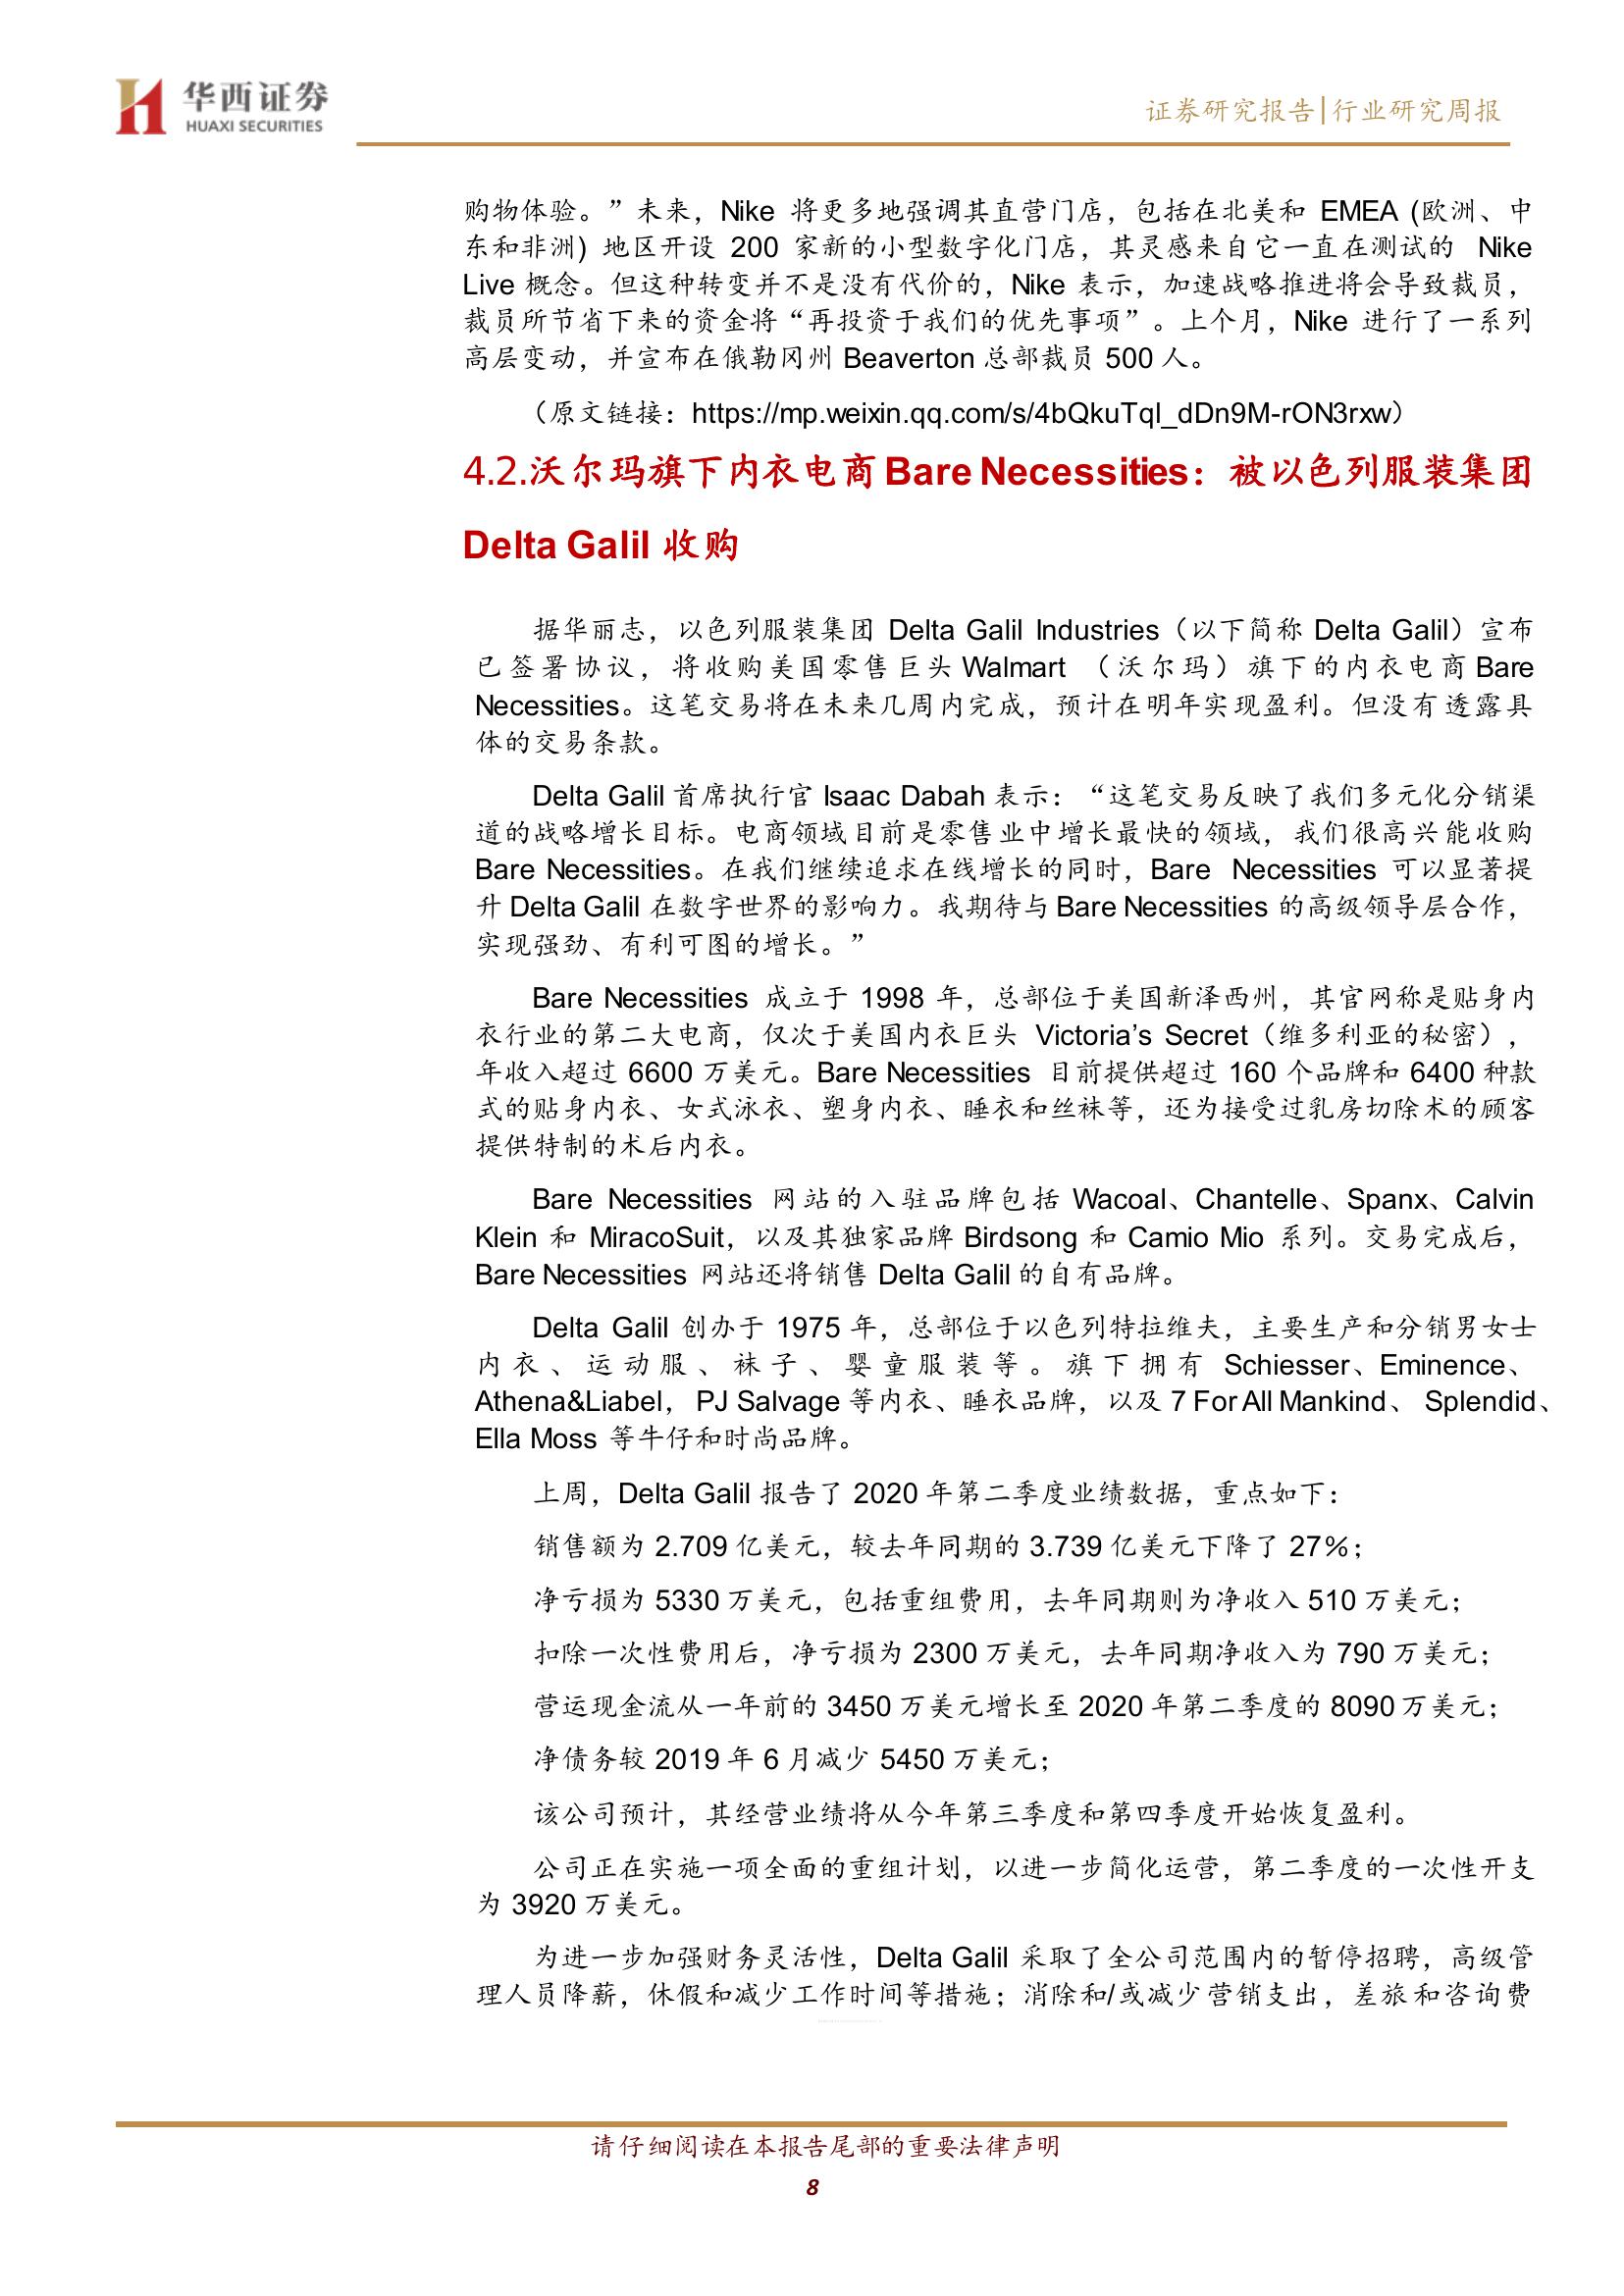 华西证券
HUAXI SECURITIES
证券研究报告|行业研究周报
购物体验。”未来，Nike 将更多地强调其直营门店，包括在北美和 EMEA (欧洲、中
东和非洲) 地区开设 200 家新的小型数字化门店，其灵感来自它一直在测试的 Nike
Live 概念。但这种转变并不是没有代价的，Nike 表示，加速战略推进将会导致裁员，
裁员所节省下来的资金将“再投资于我们的优先事项”。上个月，Nike 进行了一系列
高层变动，并宣布在俄勒冈州 Beaverton 总部裁员 500 人。
（原文链接：https://mp.weixin.qq.com/s/4bQkuTql_dDn9M-rON3rxw）
4.2.沃尔玛旗下内衣电商 Bare Necessities：被以色列服装集团
Delta Galil 收购
据华丽志，以色列服装集团 Delta Galil Industries（以下简称 Delta Galil）宣布
已签署协议，将收购美国零售巨头 Walmart （沃尔玛）旗下的内衣电商 Bare
Necessities。这笔交易将在未来几周内完成，预计在明年实现盈利。但没有透露具
体的交易条款。
Delta Galil 首席执行官 Isaac Dabah 表示：“这笔交易反映了我们多元化分销渠
道的战略增长目标。电商领域目前是零售业中增长最快的领域，我们很高兴能收购
Bare Necessities。在我们继续追求在线增长的同时，Bare Necessities 可以显著提
升 Delta Galil 在数字世界的影响力。我期待与 Bare Necessities 的高级领导层合作，
实现强劲、有利可图的增长。”
Bare Necessities 成立于 1998 年，总部位于美国新泽西州，其官网称是贴身内
衣行业的第二大电商，仅次于美国内衣巨头 Victoria’s Secret（维多利亚的秘密），
年收入超过 6600 万美元。Bare Necessities 目前提供超过 160 个品牌和 6400 种款
式的贴身内衣、女式泳衣、塑身内衣、睡衣和丝袜等，还为接受过乳房切除术的顾客
提供特制的术后内衣。
Bare Necessities 网站的入驻品牌包括 Wacoal、Chantelle、Spanx、Calvin
Klein 和 MiracoSuit，以及其独家品牌 Birdsong 和 Camio Mio 系列。交易完成后，
Bare Necessities 网站还将销售 Delta Galil 的自有品牌。
Delta Galil 创办于 1975 年，总部位于以色列特拉维夫，主要生产和分销男女士
内衣、运动服、袜子、婴童服装等。旗下拥有 Schiesser、Eminence、
Athena&Liabel， PJ Salvage 等内衣、睡衣品牌，以及 7 For All Mankind、 Splendid、
Ella Moss 等牛仔和时尚品牌。
上周，Delta Galil 报告了 2020 年第二季度业绩数据，重点如下：
销售额为 2.709 亿美元，较去年同期的 3.739 亿美元下降了 27%；
净亏损为 5330 万美元，包括重组费用，去年同期则为净收入 510 万美元；
扣除一次性费用后，净亏损为 2300 万美元，去年同期净收入为 790 万美元；
营运现金流从一年前的 3450 万美元增长至 2020 年第二季度的 8090 万美元；
净债务较 2019 年 6 月减少 5450 万美元；
该公司预计，其经营业绩将从今年第三季度和第四季度开始恢复盈利。
公司正在实施一项全面的重组计划，以进一步简化运营，第二季度的一次性开支
为 3920 万美元。
为进一步加强财务灵活性，Delta Galil 采取了全公司范围内的暂停招聘，高级管
理人员降薪，休假和减少工作时间等措施；消除和/或减少营销支出，差旅和咨询费
请仔细阅读在本报告尾部的重要法律声明
8